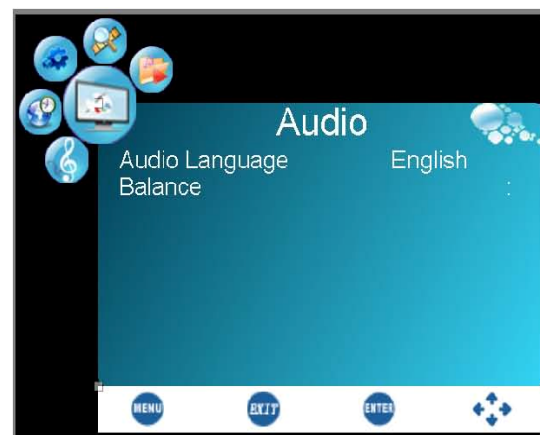 Audio
Audio Language English
Balance :
MENU EXIT ENTER